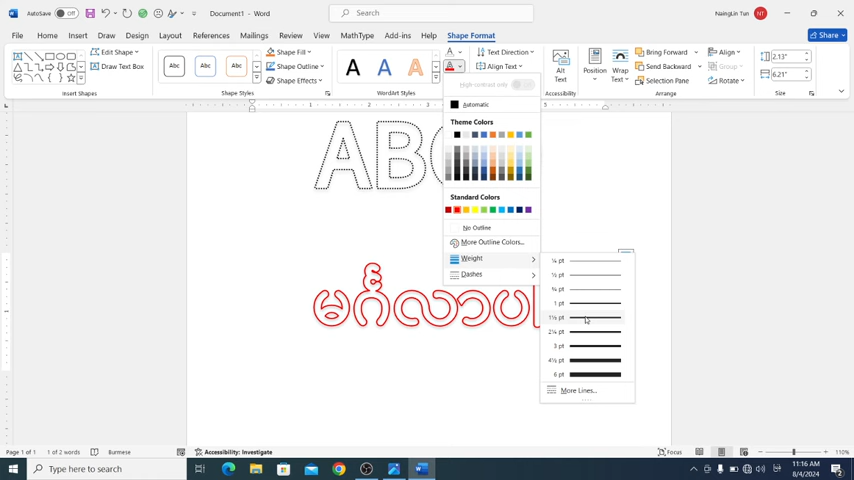 AutoSave Off Document1 - Word Search NaingLin Tun NT
File Home Insert Draw Design Layout References Mailings Review View MathType Add-ins Help Shape Format Share
Edit Shape Draw Text Box Insert Shapes
Abc Abc Abc Shape Fill Shape Outline Shape Effects Shape Styles
A A A WordArt Styles
Text Direction Align Text
Alt Text Accessibility
Position Wrap Text Bring Forward Send Backward Selection Pane Align Group Rotate Arrange
2.13" 6.21" Size
High-contrast only
Automatic
Theme Colors
Standard Colors
No Outline
More Outline Colors...
Weight
Dashes
¼ pt
½ pt
¾ pt
1 pt
1½ pt
2¼ pt
3 pt
4½ pt
6 pt
More Lines...
ABC
မင်္ဂလာပ
Page 1 of 1 1 of 2 words Burmese Accessibility: Investigate Focus 110%
Type here to search 11:16 AM
8/4/2024 2